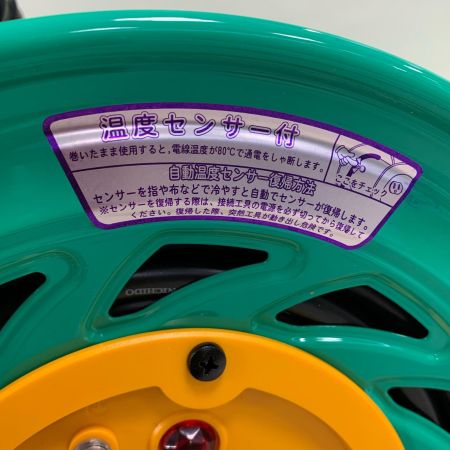 温度センサー付
巻いたまま使用すると、電線温度が80℃で通電をしゃ断します。
ここをチェック
自動温度センサー復帰方法
センサーを指や布などで冷やすと自動でセンサーが復帰します。
※センサーを復帰する際は、接続工具の電源を必ず切ってから復帰して
ください。復帰した際、突然工具が動き出し危険です。
NICHIDO